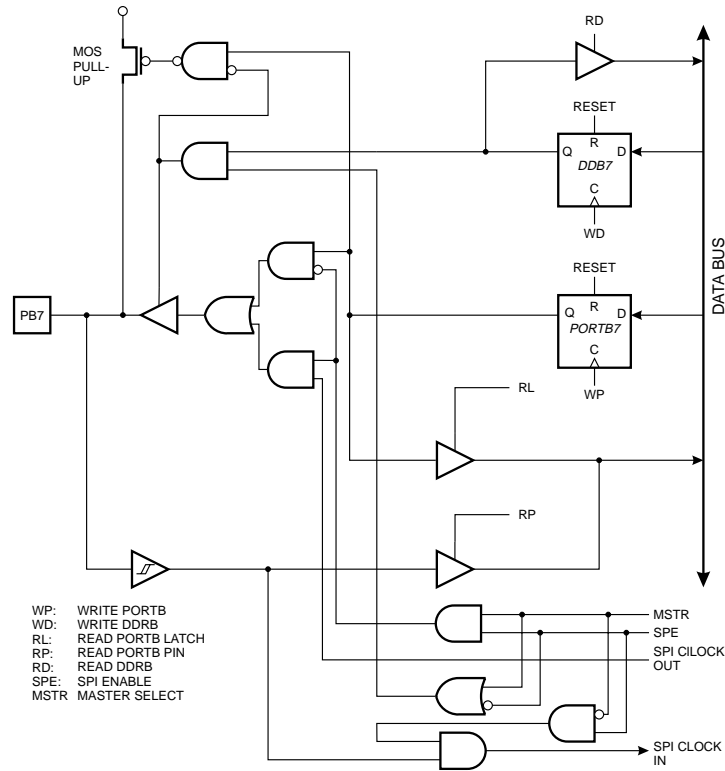 RD
MOS
PULL-
UP
RESET
R
Q
D
DDB7
C
WD
RESET
R
Q
D
PORTB7
C
WP
DATA BUS
PB7
RL
RP
WP: WRITE PORTB
WD: WRITE DDRB
RL: READ PORTB LATCH
RP: READ PORTB PIN
RD: READ DDRB
SPE: SPI ENABLE
MSTR MASTER SELECT
MSTR
SPE
SPI CILOCK
OUT
SPI CLOCK
IN